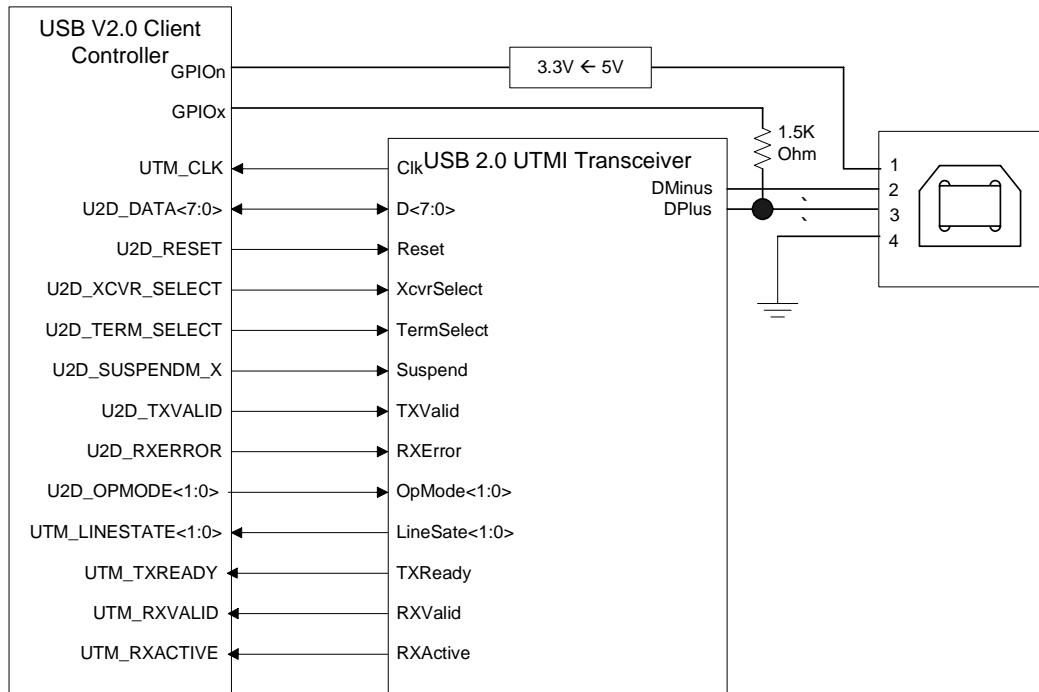 USB V2.0 Client
Controller
GPIOn
3.3V ← 5V
GPIOx
1.5K
Ohm
USB 2.0 UTMI Transceiver
UTM_CLK
Clk
DMinus
DPlus
1
2
3
4
U2D_DATA<7:0>
D<7:0>
U2D_RESET
Reset
U2D_XCVR_SELECT
XcvrSelect
U2D_TERM_SELECT
TermSelect
U2D_SUSPENDM_X
Suspend
U2D_TXVALID
TXValid
U2D_RXERROR
RXError
U2D_OPMODE<1:0>
OpMode<1:0>
UTM_LINESTATE<1:0>
LineSate<1:0>
UTM_TXREADY
TXReady
UTM_RXVALID
RXValid
UTM_RXACTIVE
RXActive